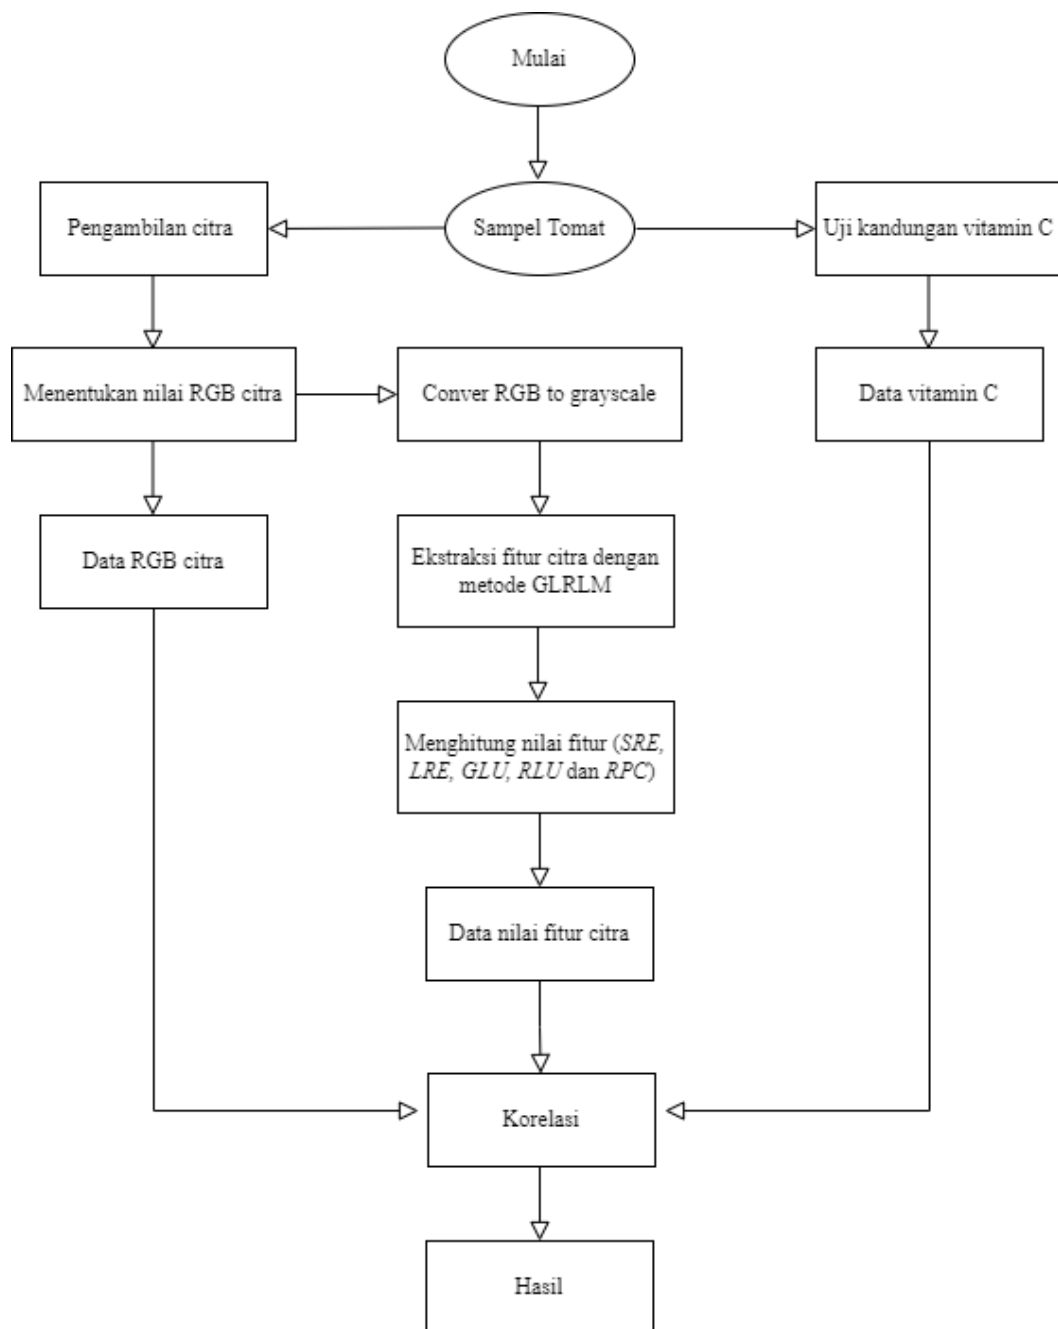 Mulai
Pengambilan citra
Sampel Tomat
Uji kandungan vitamin C
Menentukan nilai RGB citra
Conver RGB to grayscale
Data vitamin C
Data RGB citra
Ekstraksi fitur citra dengan
metode GLRLM
Menghitung nilai fitur (SRE,
LRE, GLU, RLU dan RPC)
Data nilai fitur citra
Korelasi
Hasil